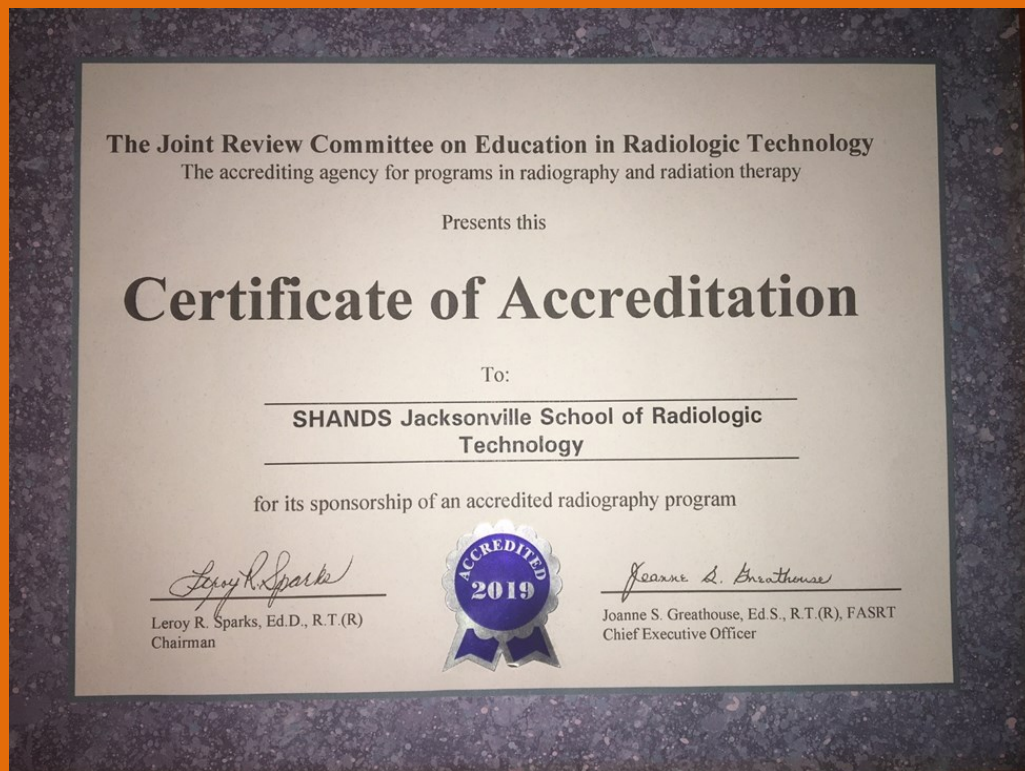 The Joint Review Committee on Education in Radiologic Technology
The accrediting agency for programs in radiography and radiation therapy
Presents this
Certificate of Accreditation
To:
SHANDS Jacksonville School of Radiologic
Technology
for its sponsorship of an accredited radiography program
Leroy R. Sparks
Leroy R. Sparks, Ed.D., R.T.(R)
Chairman
ACCREDITED
2019
Joanne S. Greathouse
Joanne S. Greathouse, Ed.S., R.T.(R), FASRT
Chief Executive Officer